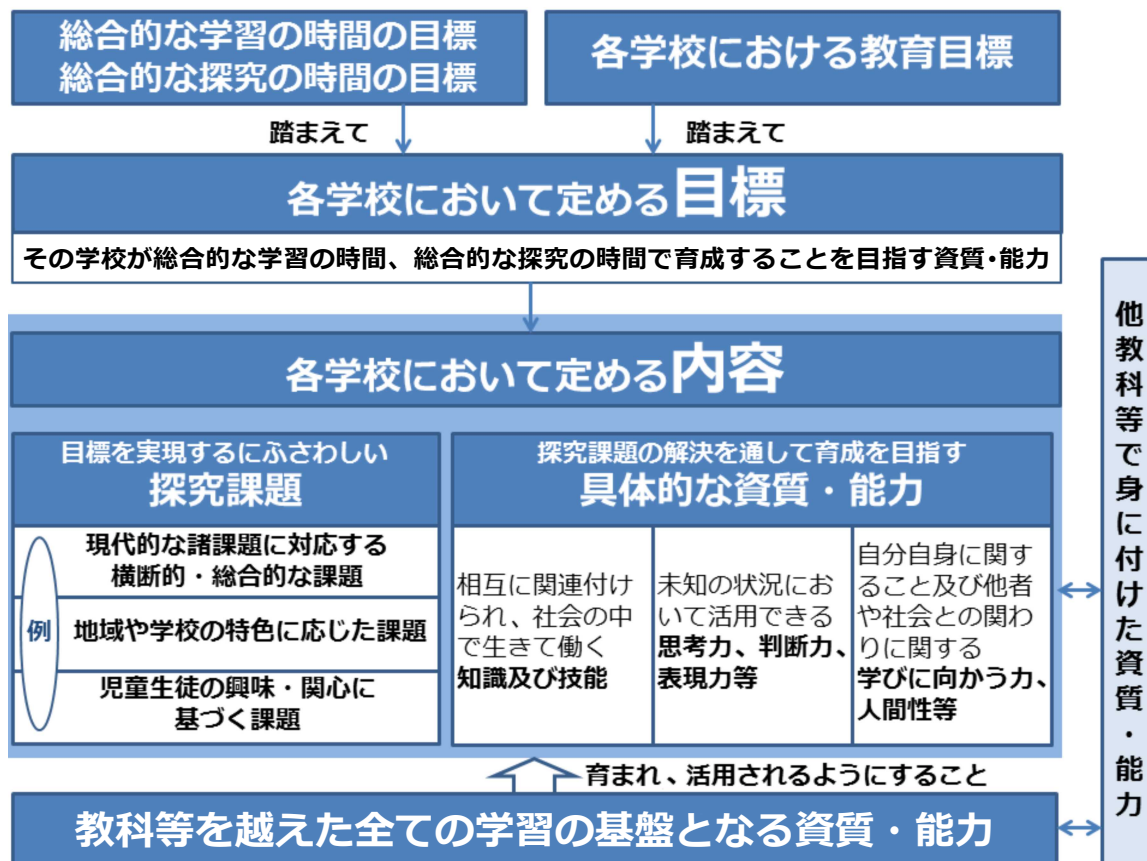 総合的な学習の時間の目標
総合的な探究の時間の目標
各学校における教育目標
踏まえて
踏まえて
各学校において定める目標
その学校が総合的な学習の時間、総合的な探究の時間で育成することを目指す資質・能力
各学校において定める内容
目標を実現するにふさわしい
探究課題
例
現代的な諸課題に対応する
横断的・総合的な課題
地域や学校の特色に応じた課題
児童生徒の興味・関心に
基づく課題
探究課題の解決を通して育成を目指す
具体的な資質・能力
相互に関連付け
られ、社会の中
で生きて働く
知識及び技能
未知の状況にお
いて活用できる
思考力、判断力、
表現力等
自分自身に関す
ること及び他者
や社会との関わ
りに関する
学びに向かう力、
人間性等
育まれ、活用されるようにすること
教科等を越えた全ての学習の基盤となる資質・能力
他教科等で身に付けた資質・能力